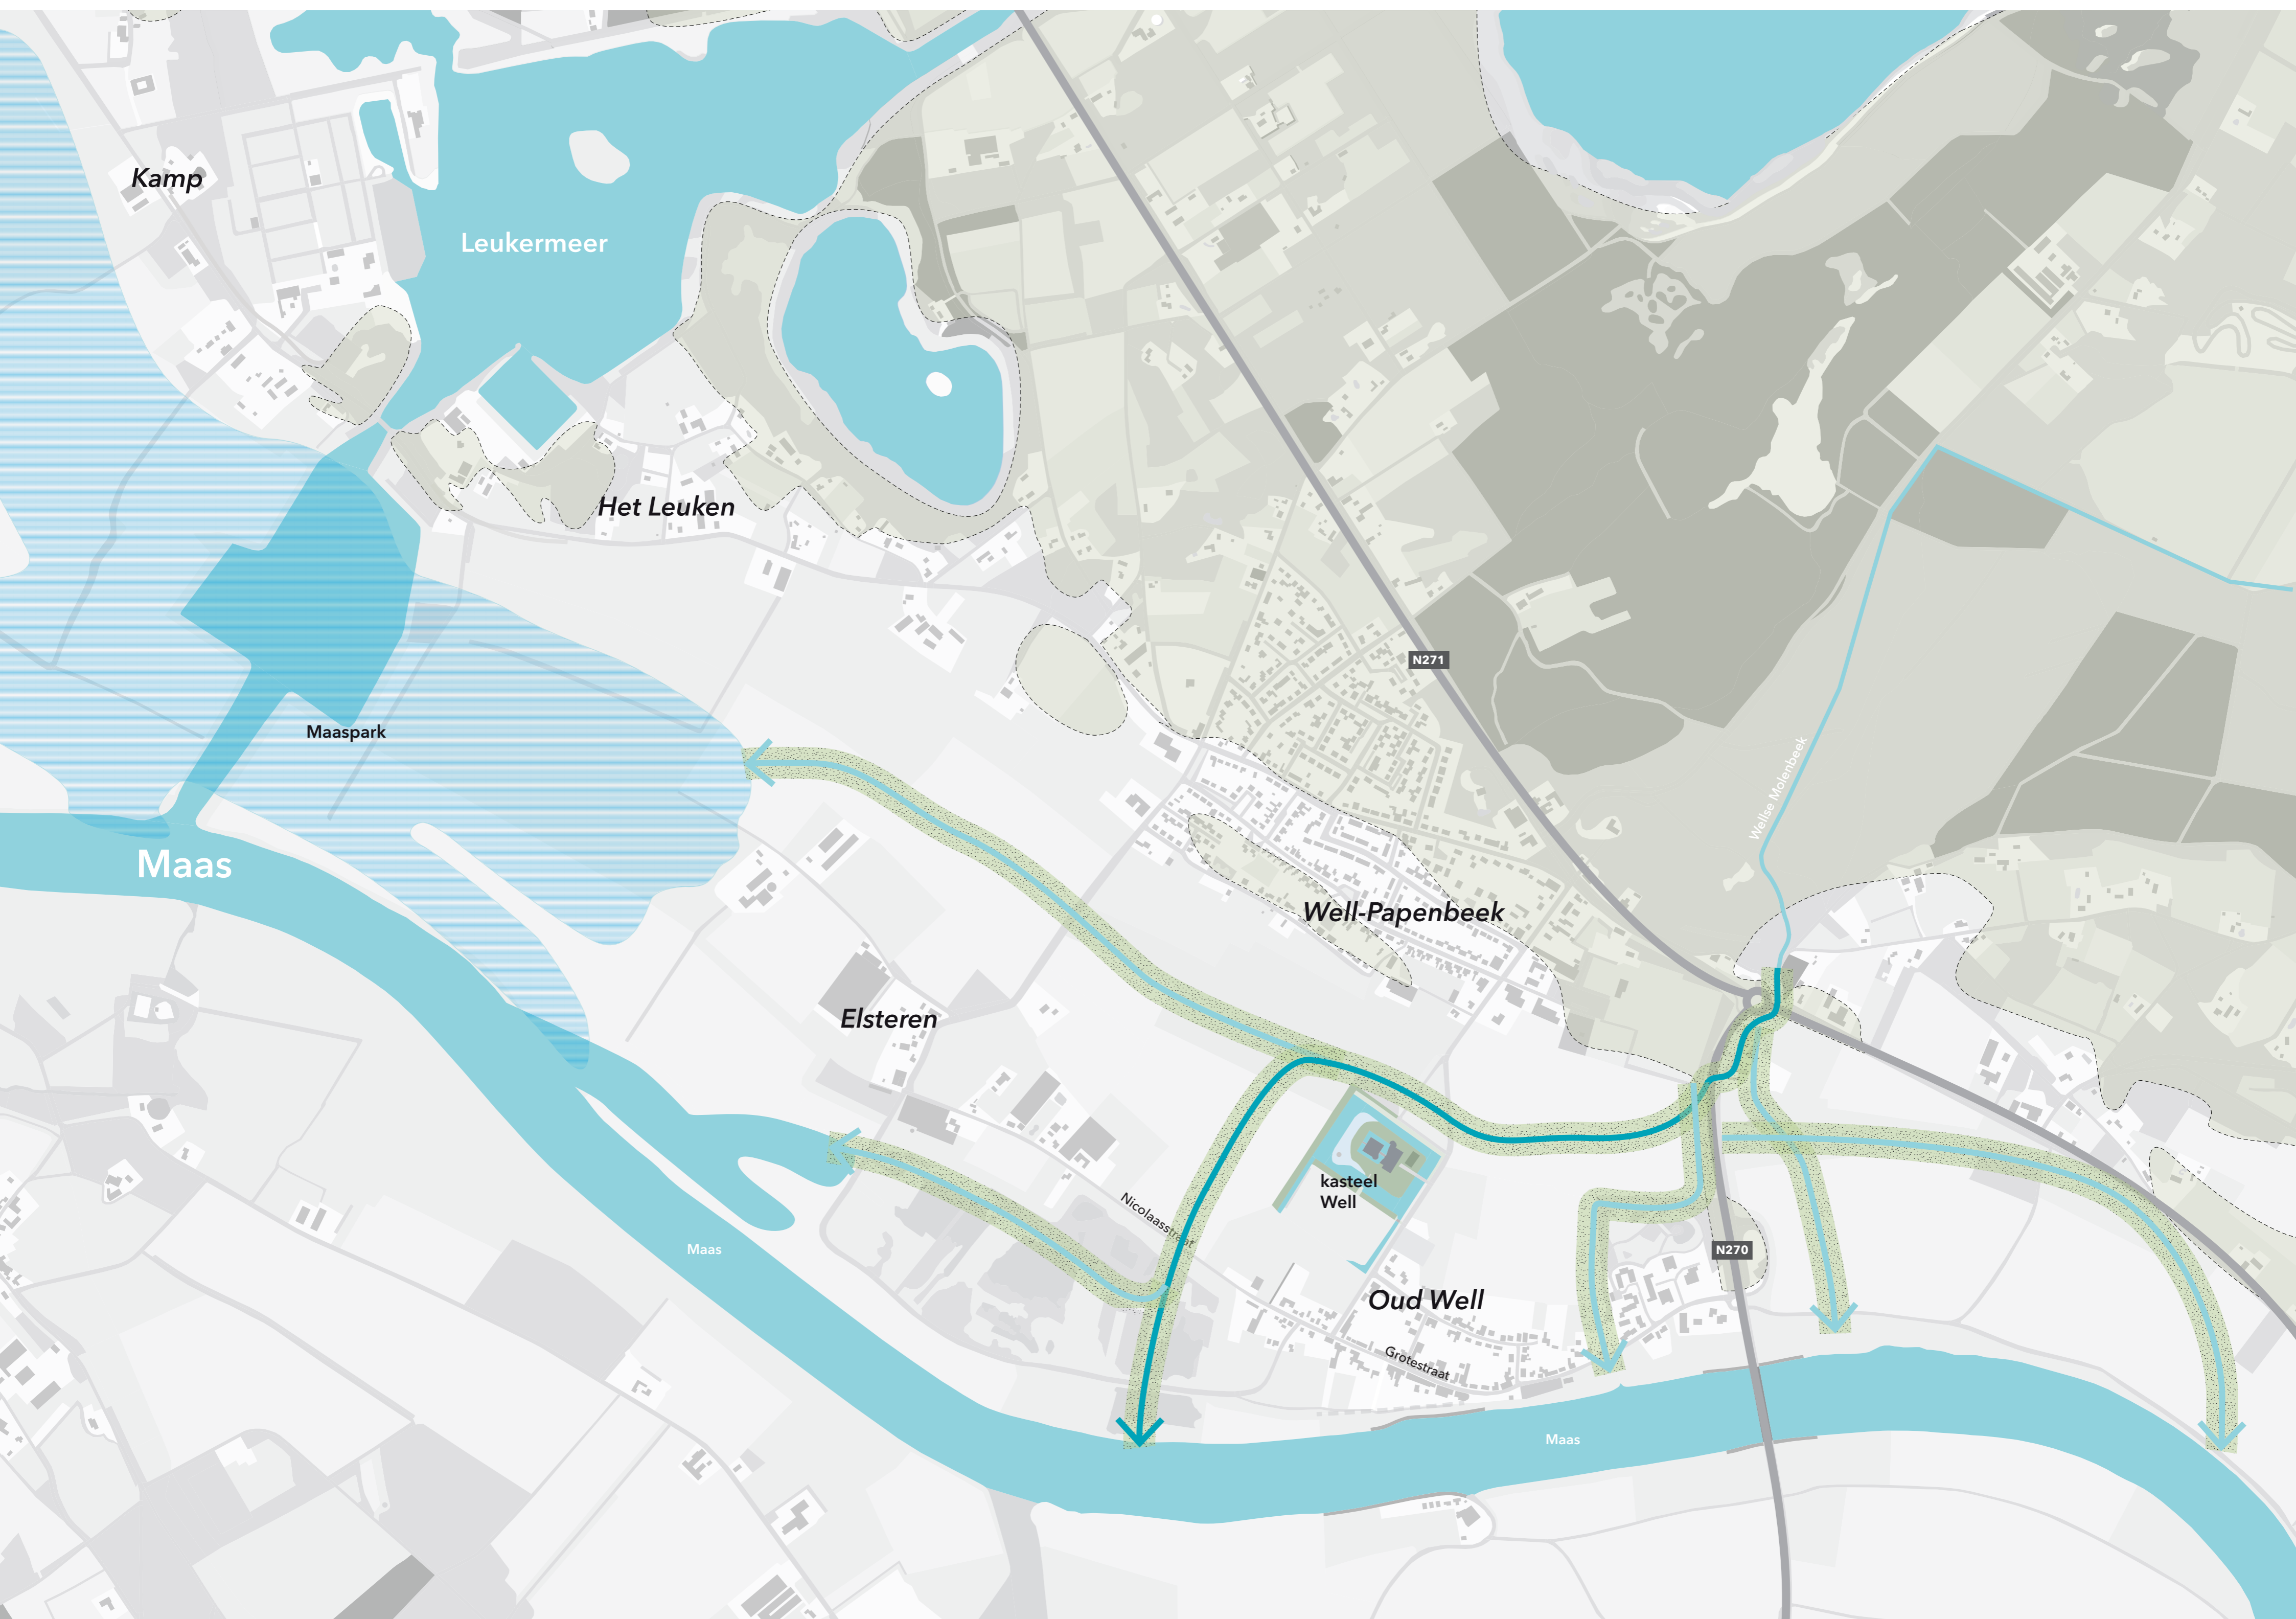 Kamp
Leukermeer
Het Leuken
N271
Maaspark
Wellse Molenbeek
Maas
Well-Papenbeek
Elsteren
kasteel
Well
Nicolaasstraat
Maas
N270
Oud Well
Grotestraat
Maas